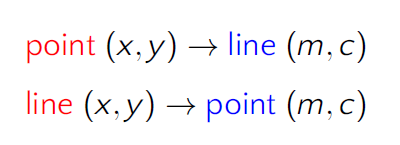 point (x, y) → line (m, c)
line (x, y) → point (m, c)